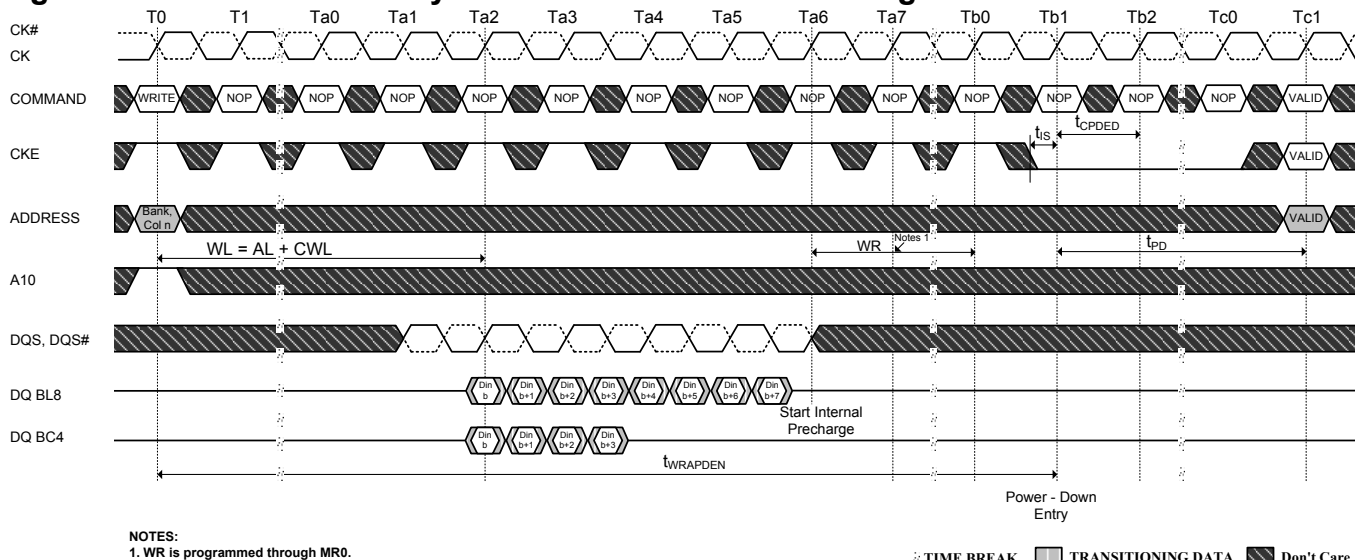 T0 T1 Ta0 Ta1 Ta2 Ta3 Ta4 Ta5 Ta6 Ta7 Tb0 Tb1 Tb2 Tc0 Tc1
CK#
CK
COMMAND WRITE NOP NOP NOP NOP NOP NOP NOP NOP NOP NOP NOP NOP NOP VALID
tIS tCPDED
CKE VALID
ADDRESS Bank, Col n VALID
WL = AL + CWL WR Notes 1 tPD
A10
DQS, DQS#
DQ BL8 Din b Din b+1 Din b+2 Din b+3 Din b+4 Din b+5 Din b+6 Din b+7
Start Internal
Precharge
DQ BC4 Din b Din b+1 Din b+2 Din b+3
tWRAPDEN
Power - Down
Entry
NOTES:
1. WR is programmed through MR0.
TIME BREAK TRANSITIONING DATA Don't Care